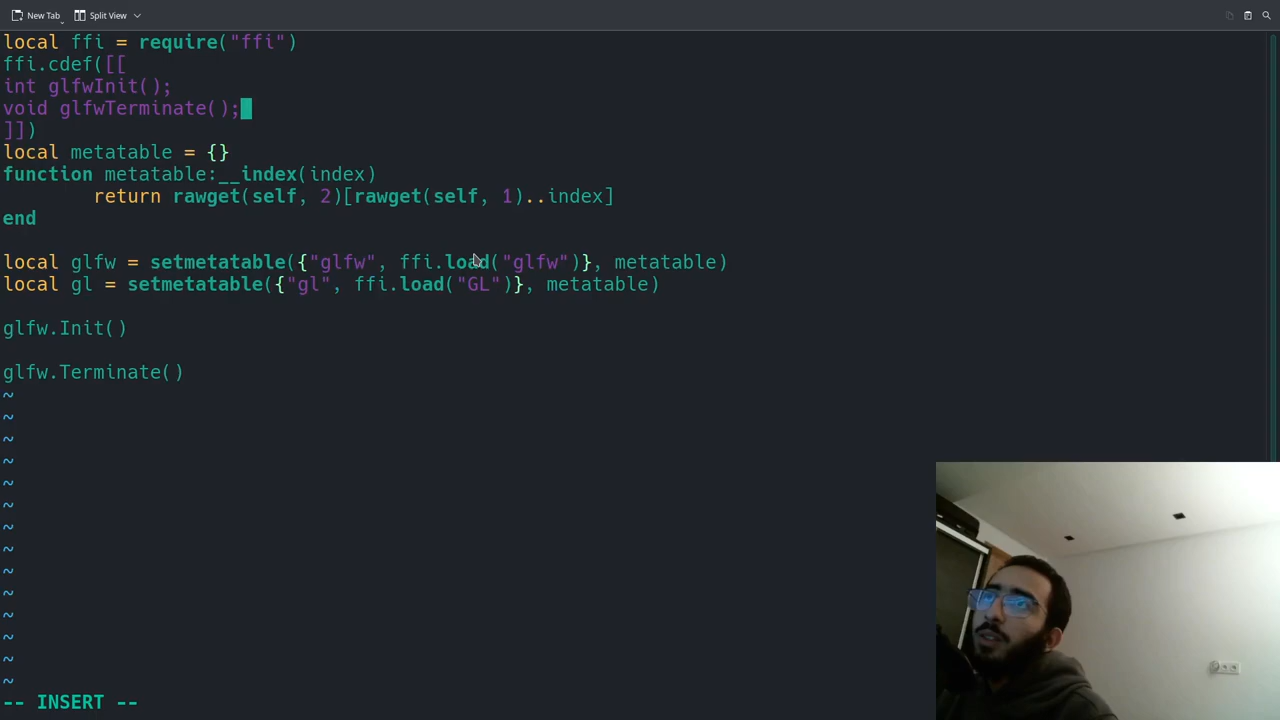 New Tab Split View
local ffi = require("ffi")
ffi.cdef([[
int glfwInit();
void glfwTerminate();
]])
local metatable = {}
function metatable:__index(index)
        return rawget(self, 2)[rawget(self, 1)..index]
end
local glfw = setmetatable({"glfw", ffi.load("glfw")}, metatable)
local gl = setmetatable({"gl", ffi.load("GL")}, metatable)
glfw.Init()
glfw.Terminate()
~
~
~
~
~
~
~
~
~
~
~
~
~
~
-- INSERT --